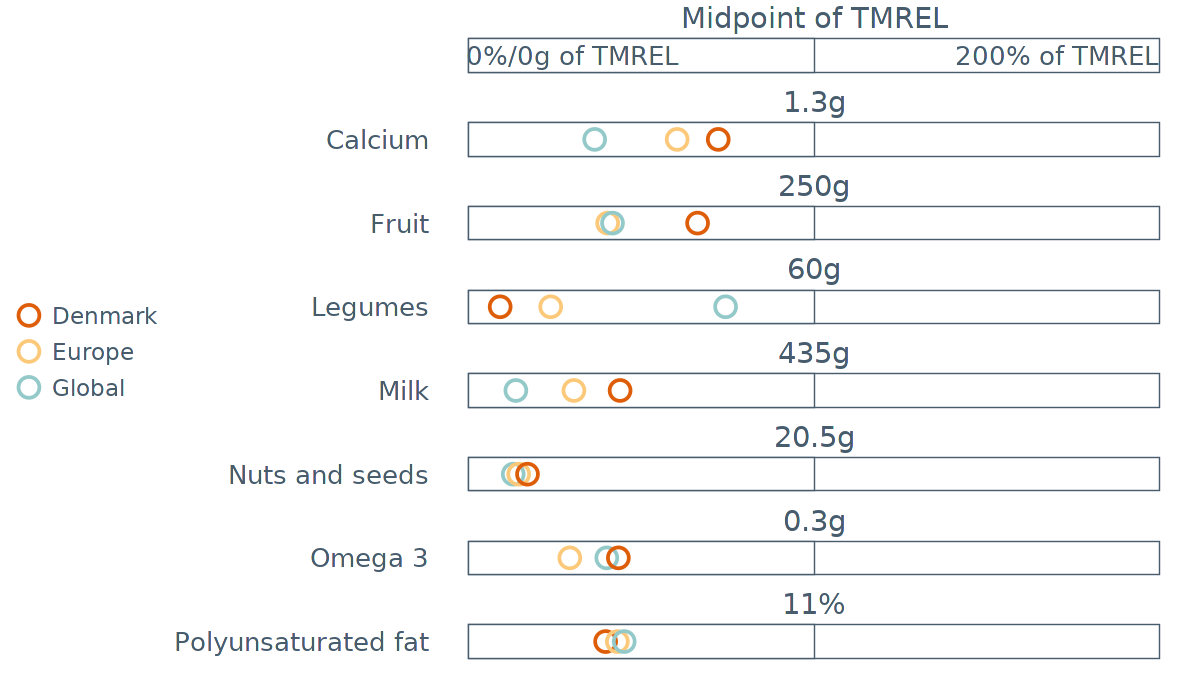 Midpoint of TMREL
0%/0g of TMREL
200% of TMREL
1.3g
Calcium
250g
Fruit
60g
Legumes
435g
Milk
20.5g
Nuts and seeds
0.3g
Omega 3
11%
Polyunsaturated fat
Denmark
Europe
Global